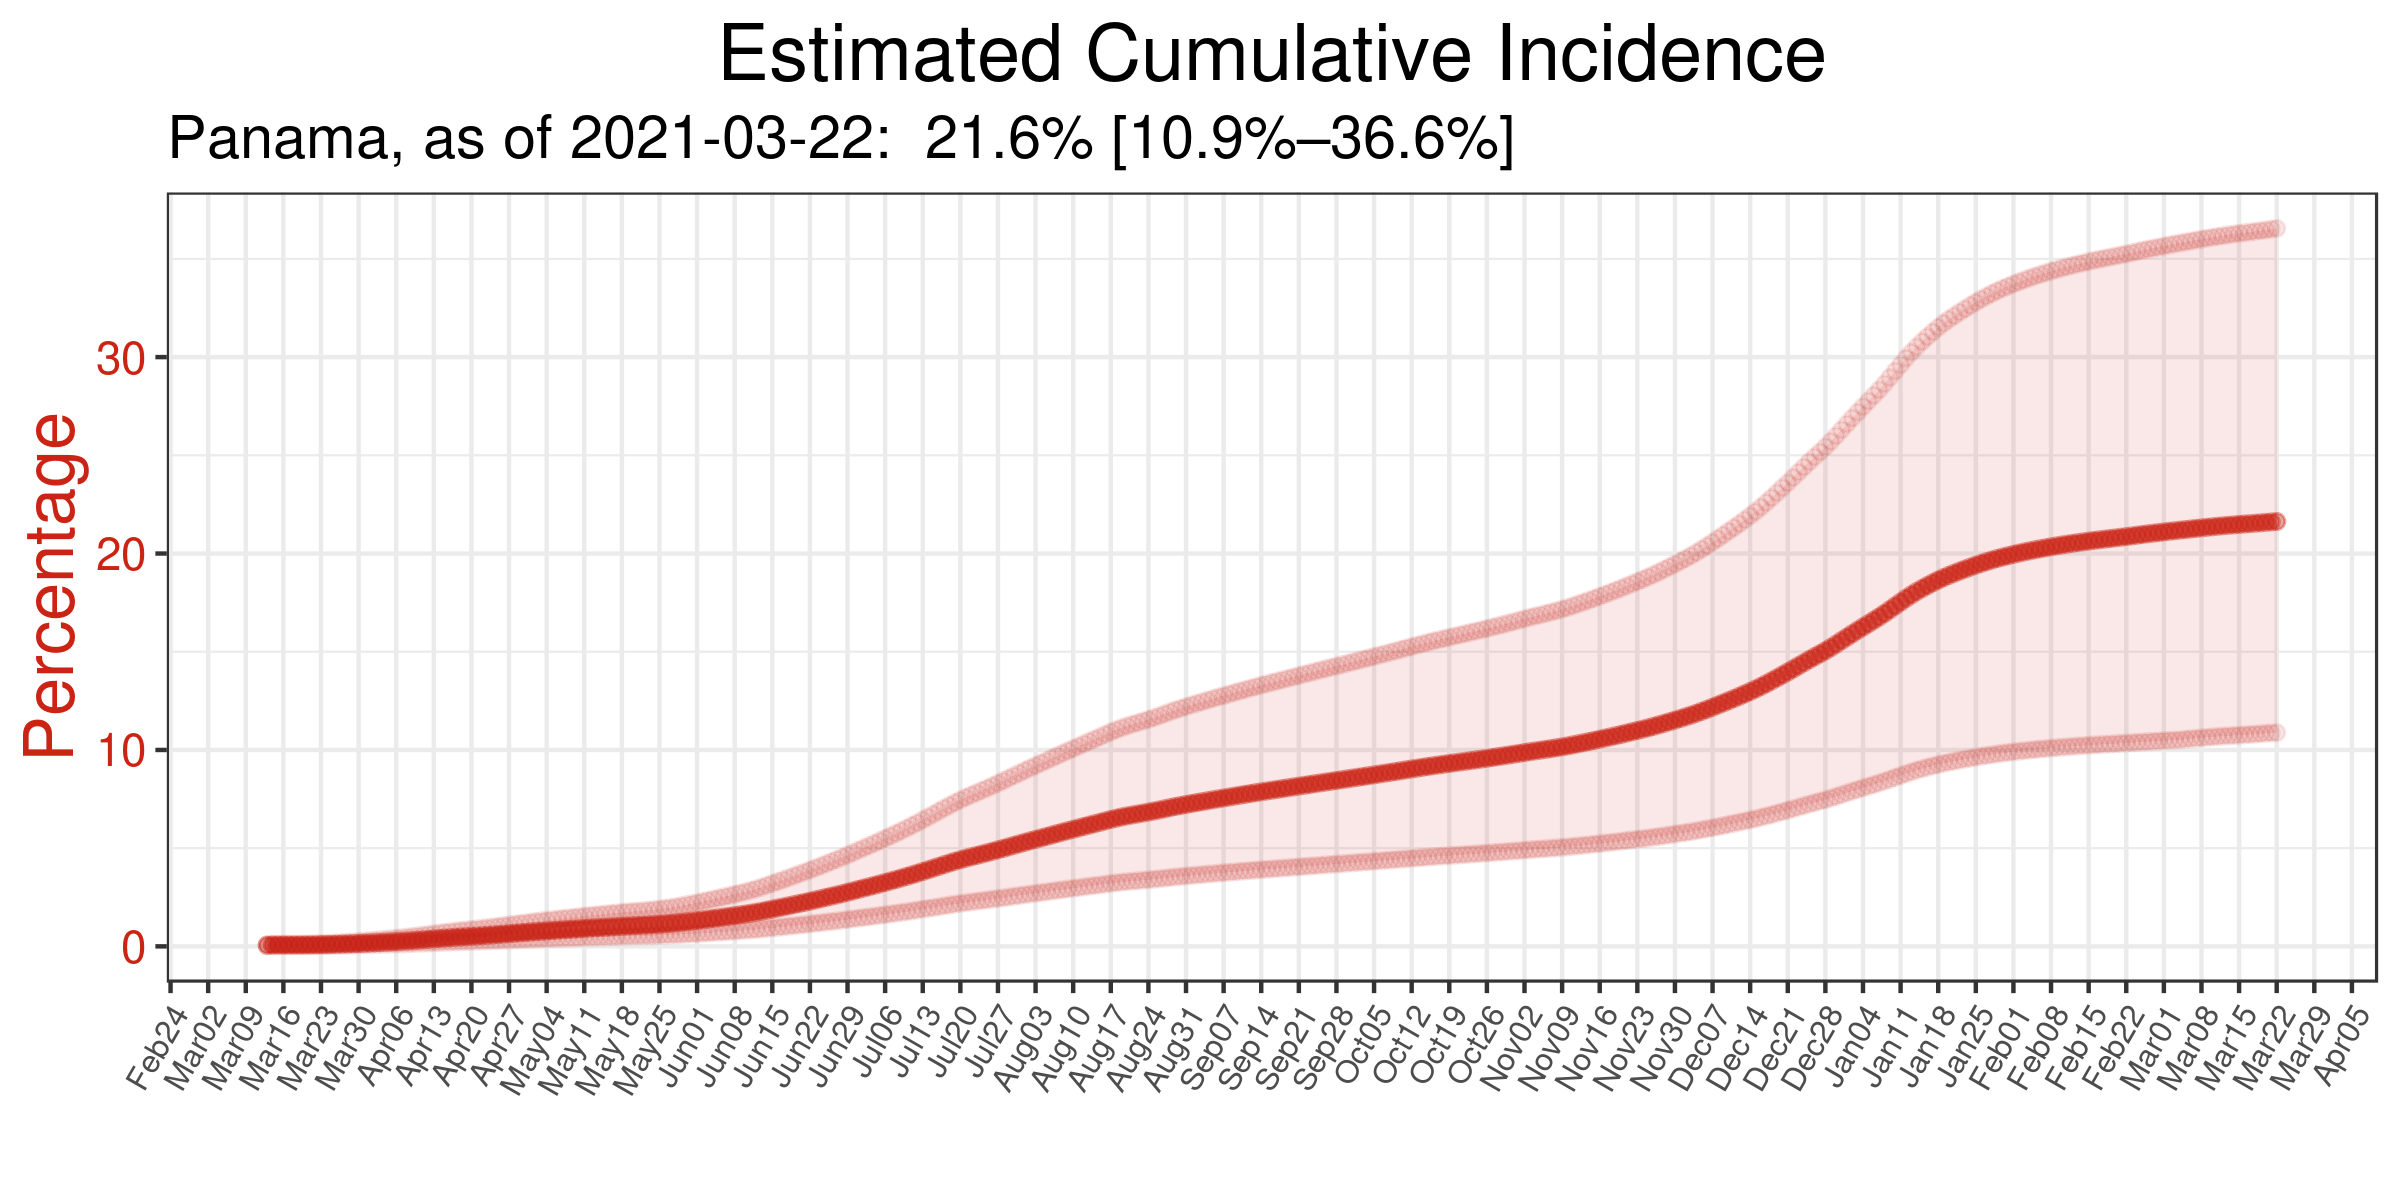 Estimated Cumulative Incidence
Panama, as of 2021-03-22:  21.6% [10.9%–36.6%]
Percentage
30
20
10
0
Feb24
Mar02
Mar09
Mar16
Mar23
Mar30
Apr06
Apr13
Apr20
Apr27
May04
May11
May18
May25
Jun01
Jun08
Jun15
Jun22
Jun29
Jul06
Jul13
Jul20
Jul27
Aug03
Aug10
Aug17
Aug24
Aug31
Sep07
Sep14
Sep21
Sep28
Oct05
Oct12
Oct19
Oct26
Nov02
Nov09
Nov16
Nov23
Nov30
Dec07
Dec14
Dec21
Dec28
Jan04
Jan11
Jan18
Jan25
Feb01
Feb08
Feb15
Feb22
Mar01
Mar08
Mar15
Mar22
Mar29
Apr05